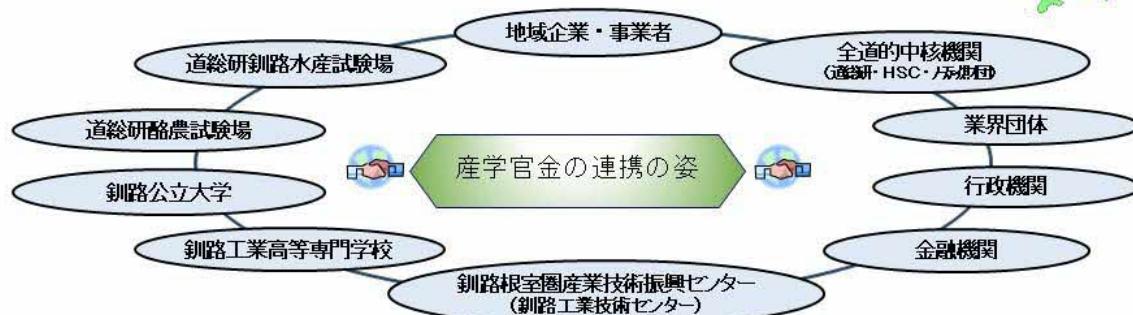 地域企業・事業者
全道的中核機関
(道総研・HSC・ノーステック財団)
業界団体
行政機関
金融機関
釧路根室圏産業技術振興センター
(釧路工業技術センター)
釧路工業高等専門学校
釧路公立大学
道総研酪農試験場
道総研釧路水産試験場
産学官金の連携の姿